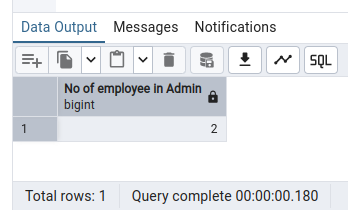 Data Output Messages Notifications
SQL
No of employee in Admin
bigint
1 2
Total rows: 1 Query complete 00:00:00.180